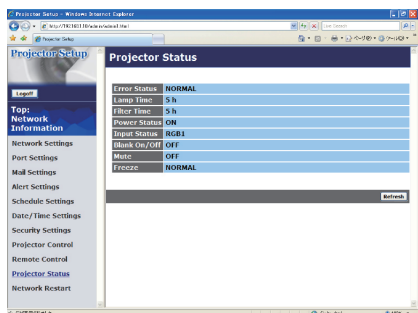 Projector Setup - Windows Internet Explorer
Projector Setup
Projector Setup
Logoff
Top:
Network
Information
Network Settings
Port Settings
Mail Settings
Alert Settings
Schedule Settings
Date/Time Settings
Security Settings
Projector Control
Remote Control
Projector Status
Network Restart
Projector Status
Error Status NORMAL
Lamp Time 5 h
Filter Time 5 h
Power Status ON
Input Status RGB1
Blank On/Off OFF
Mute OFF
Freeze NORMAL
Refresh